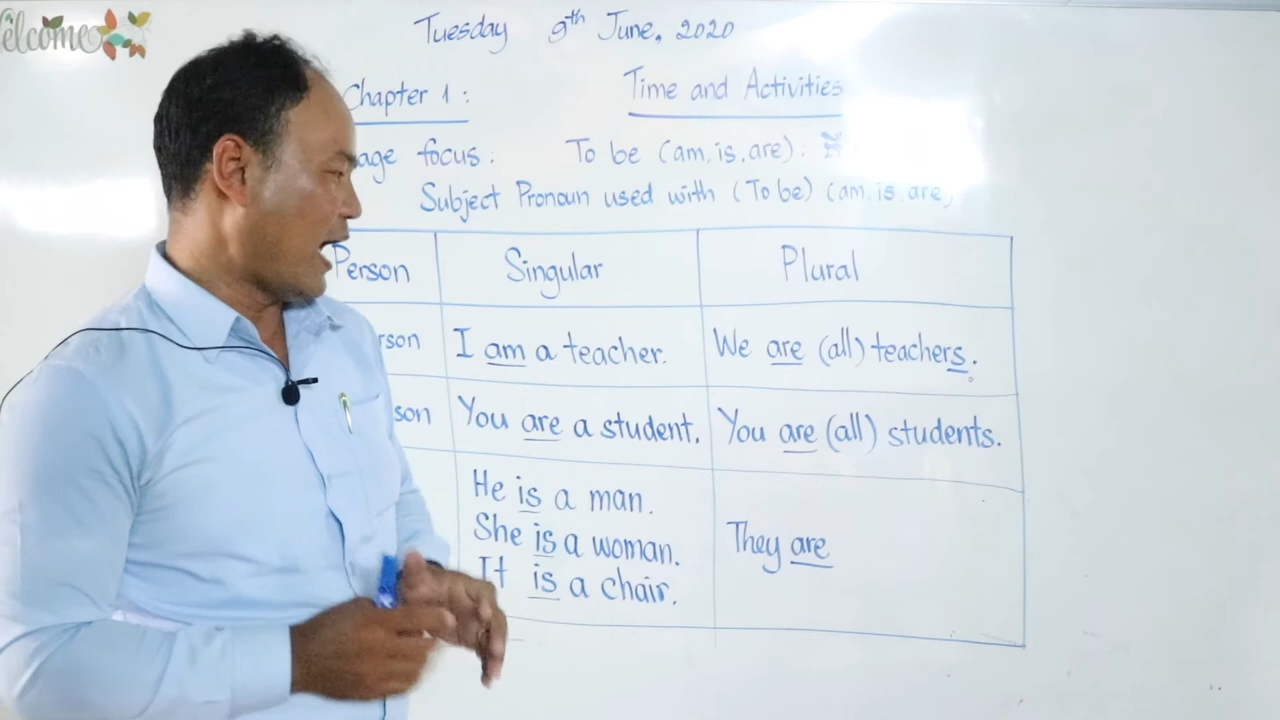 Welcome
Tuesday 9th June, 2020
Chapter 1: Time and Activities
focus: To be (am, is, are):
Subject Pronoun used with (To be) (am, is, are)
Person Singular Plural
I am a teacher. We are (all) teachers.
You are a student. You are (all) students.
He is a man.
She is a woman. They are
It is a chair.